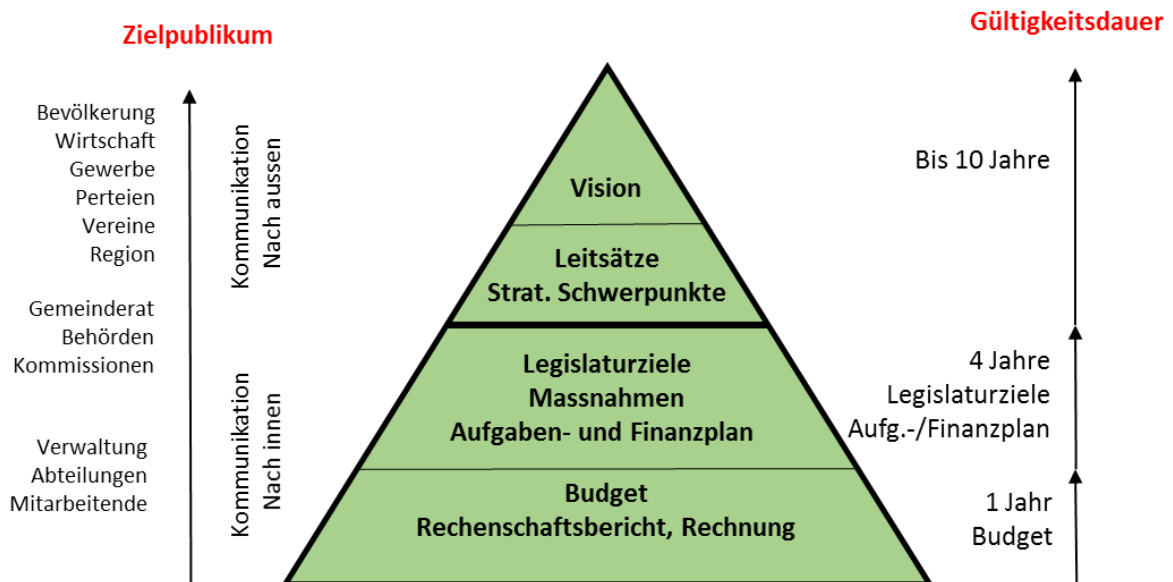 Zielpublikum
Gültigkeitsdauer
Bevölkerung
Wirtschaft
Gewerbe
Perteien
Vereine
Region
Gemeinderat
Behörden
Kommissionen
Verwaltung
Abteilungen
Mitarbeitende
Kommmunikation
Nach aussen
Kommmunikation
Nach innen
Vision
Leitsätze
Strat. Schwerpunkte
Legislaturziele
Massnahmen
Aufgaben- und Finanzplan
Budget
Rechenschaftsbericht, Rechnung
Bis 10 Jahre
4 Jahre
Legislaturziele
Aufg.-/Finanzplan
1 Jahr
Budget